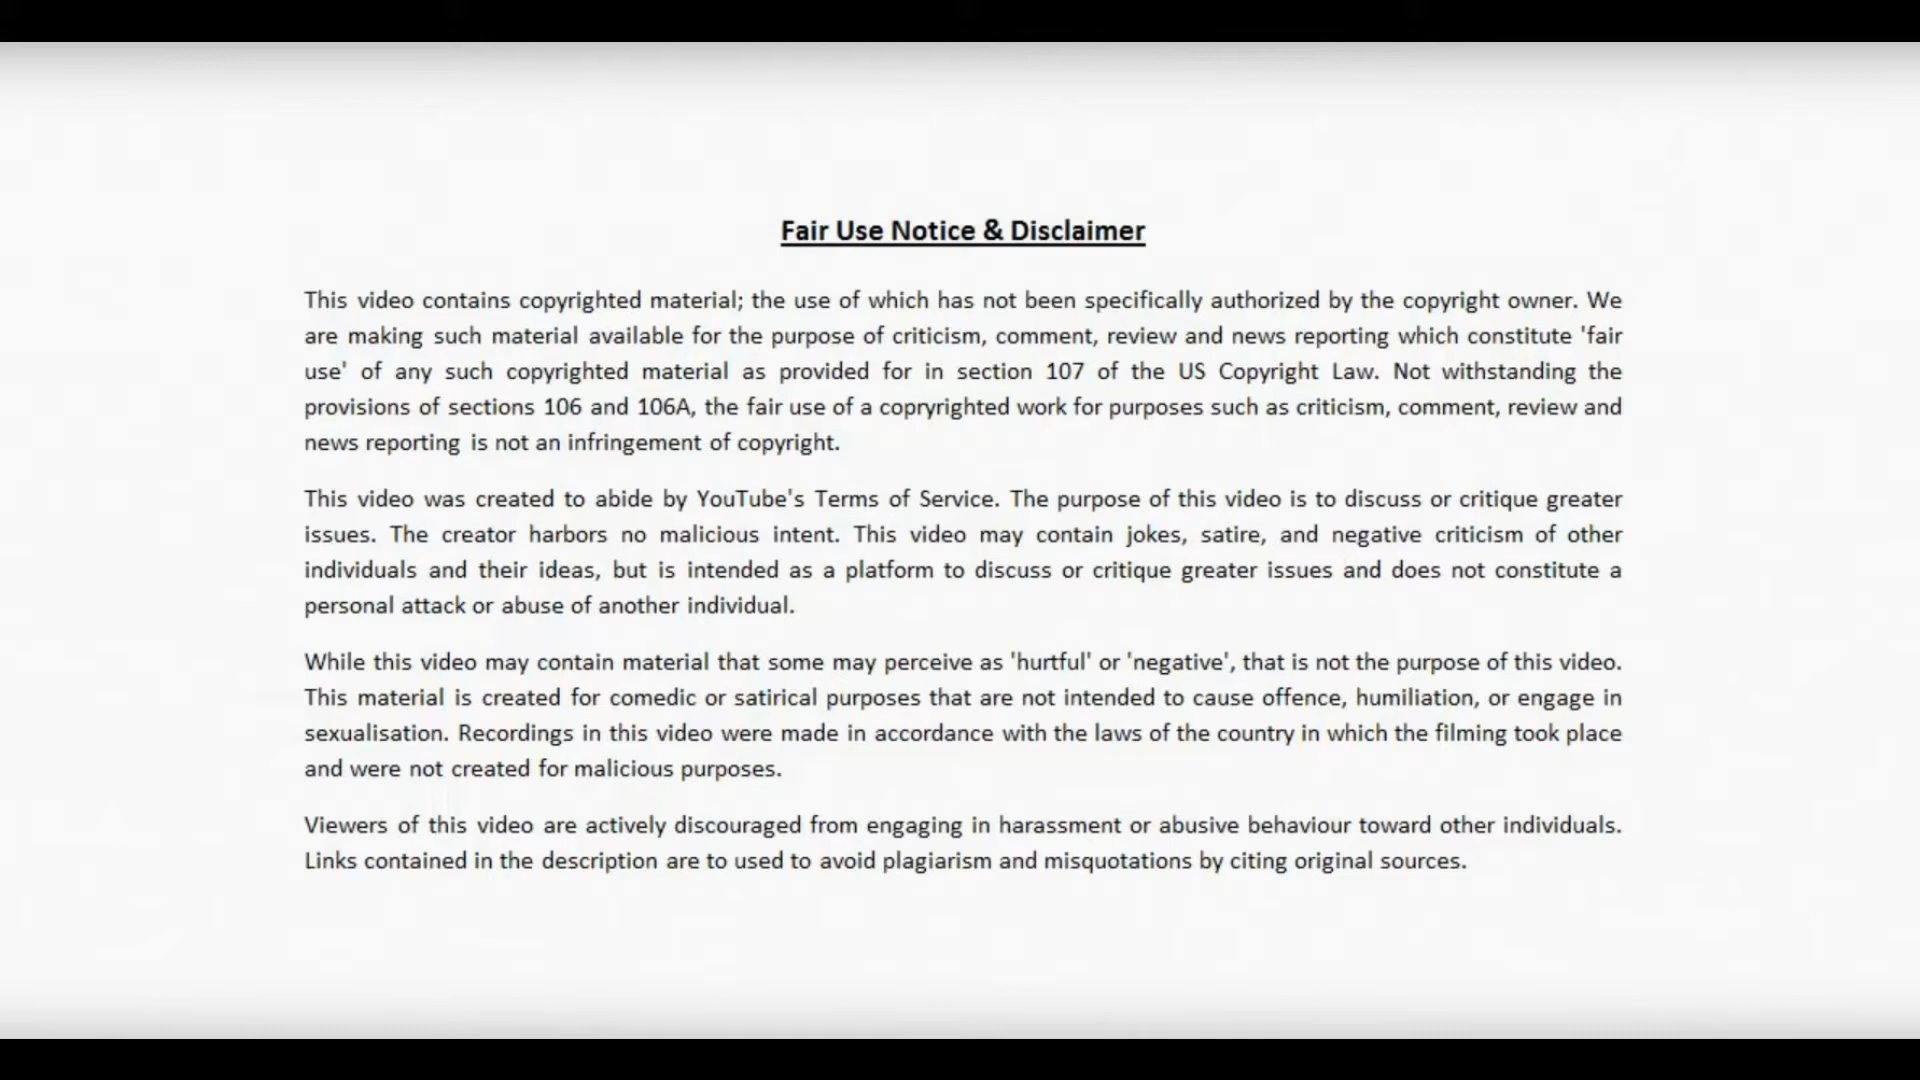 Fair Use Notice & Disclaimer
This video contains copyrighted material; the use of which has not been specifically authorized by the copyright owner. We
are making such material available for the purpose of criticism, comment, review and news reporting which constitute 'fair
use' of any such copyrighted material as provided for in section 107 of the US Copyright Law. Not withstanding the
provisions of sections 106 and 106A, the fair use of a copryrighted work for purposes such as criticism, comment, review and
news reporting is not an infringement of copyright.
This video was created to abide by YouTube's Terms of Service. The purpose of this video is to discuss or critique greater
issues. The creator harbors no malicious intent. This video may contain jokes, satire, and negative criticism of other
individuals and their ideas, but is intended as a platform to discuss or critique greater issues and does not constitute a
personal attack or abuse of another individual.
While this video may contain material that some may perceive as 'hurtful' or 'negative', that is not the purpose of this video.
This material is created for comedic or satirical purposes that are not intended to cause offence, humiliation, or engage in
sexualisation. Recordings in this video were made in accordance with the laws of the country in which the filming took place
and were not created for malicious purposes.
Viewers of this video are actively discouraged from engaging in harassment or abusive behaviour toward other individuals.
Links contained in the description are to used to avoid plagiarism and misquotations by citing original sources.